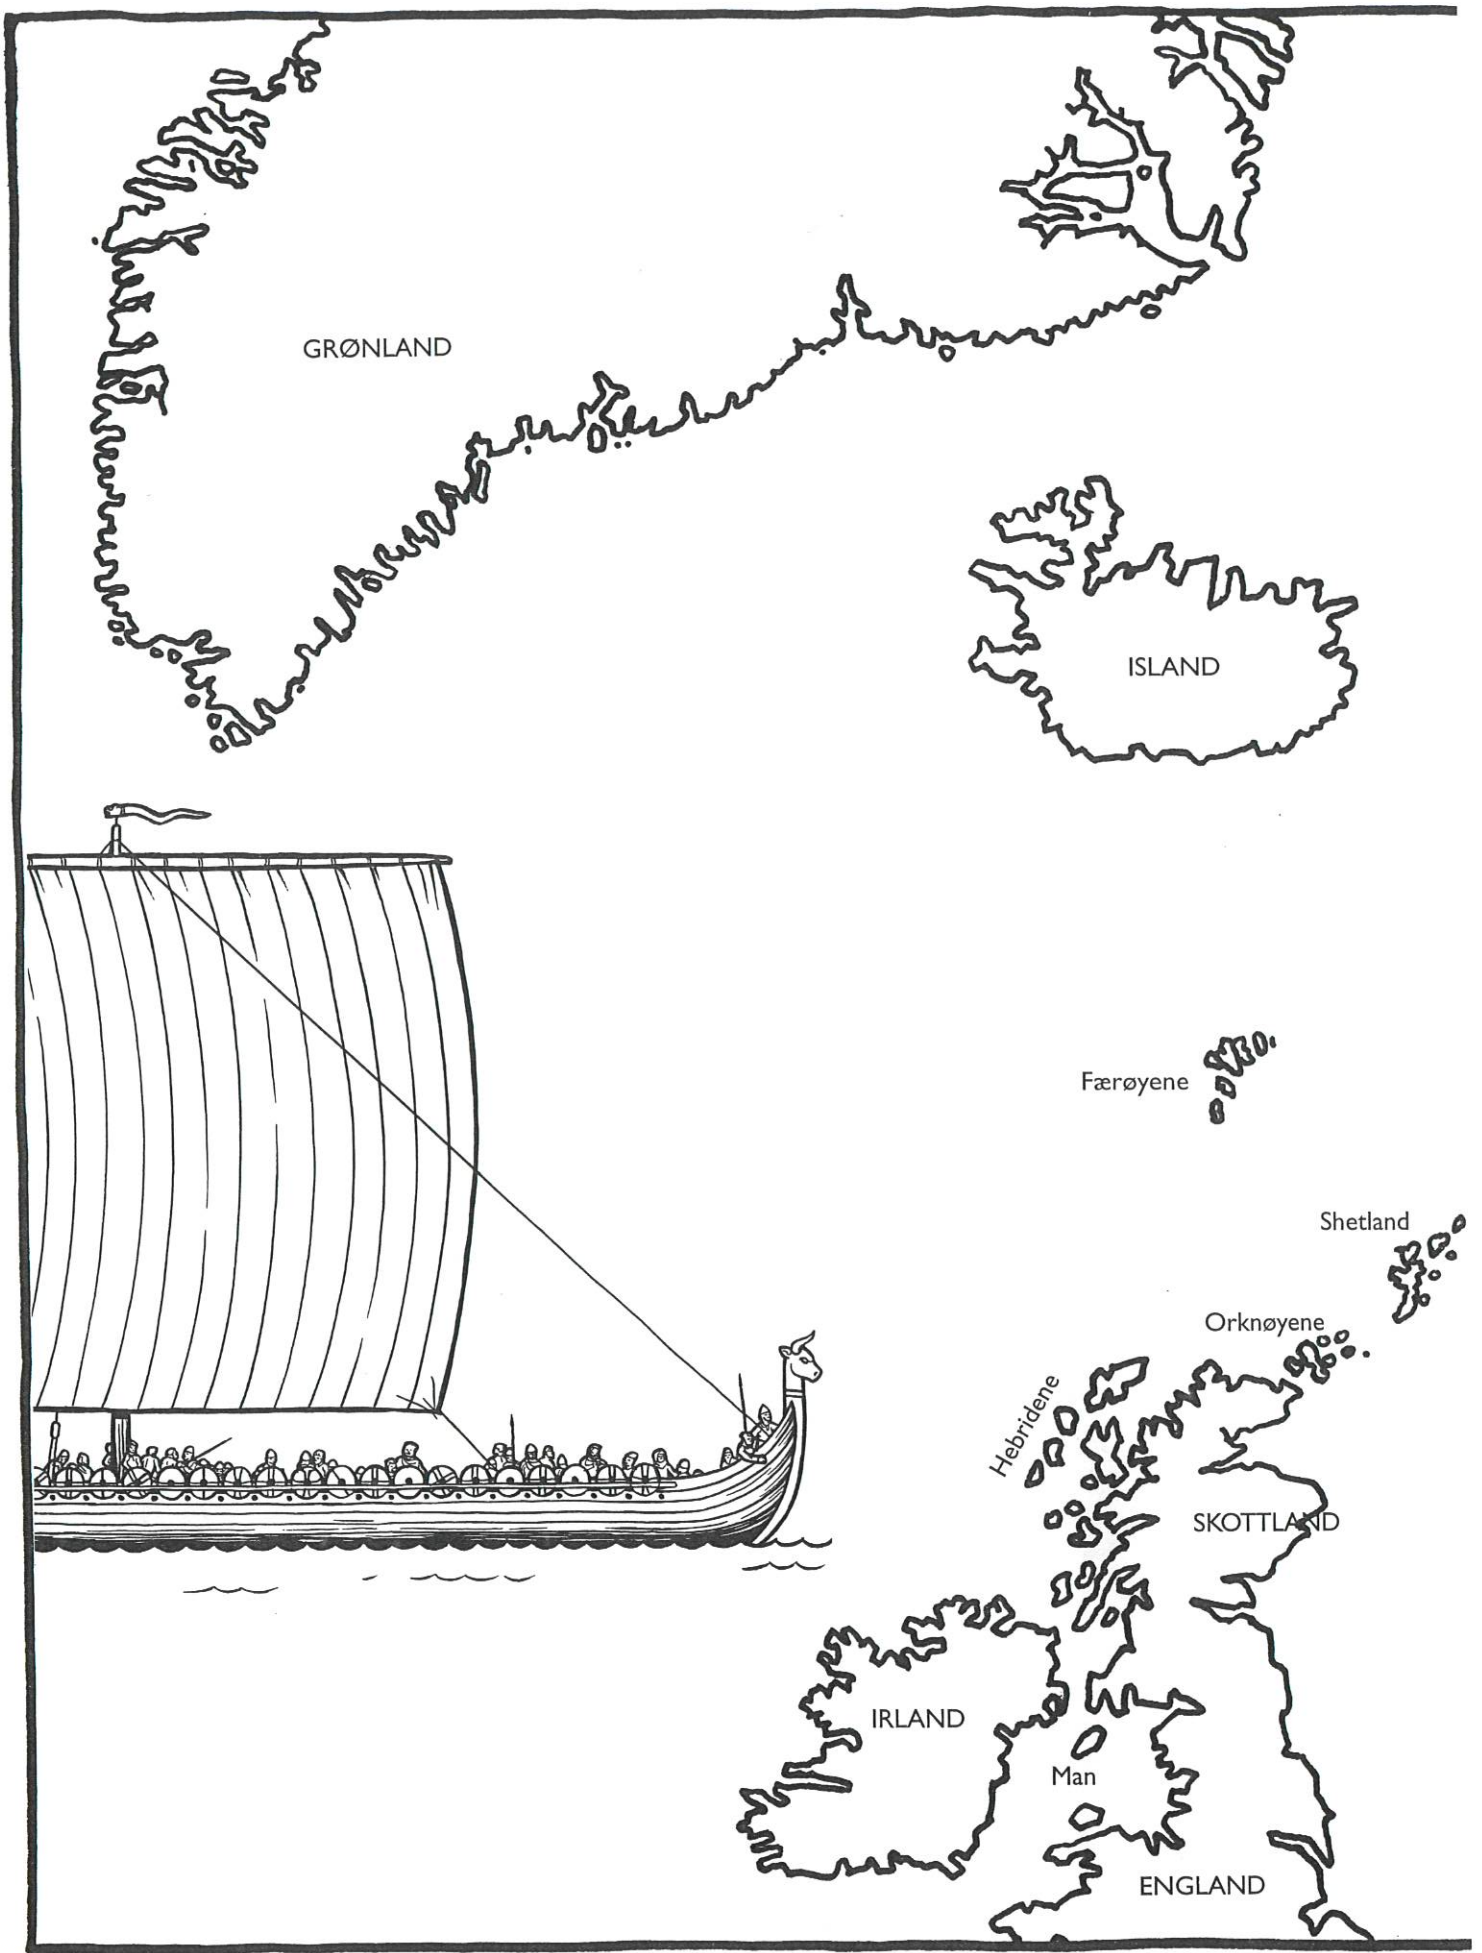 GRØNLAND
ISLAND
Færøyene
Shetland
Orknøyene
Hebridene
SKOTTLAND
IRLAND
Man
ENGLAND